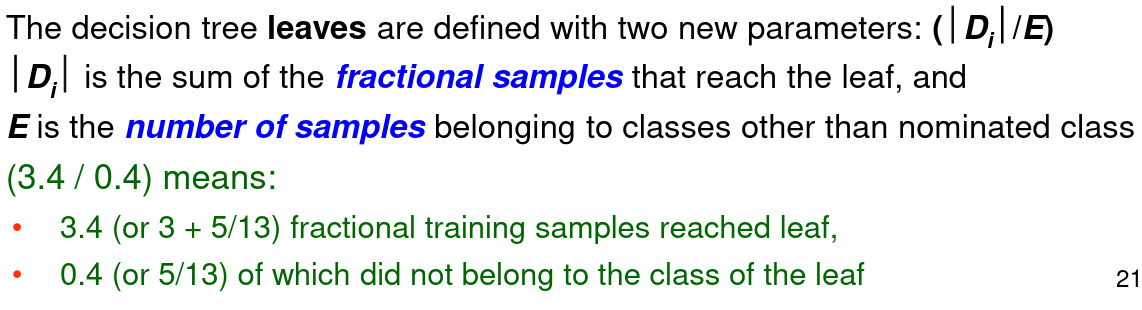 The decision tree leaves are defined with two new parameters: (|Di|/E)
|Di| is the sum of the fractional samples that reach the leaf, and
E is the number of samples belonging to classes other than nominated class
(3.4 / 0.4) means:
• 3.4 (or 3 + 5/13) fractional training samples reached leaf,
• 0.4 (or 5/13) of which did not belong to the class of the leaf
21